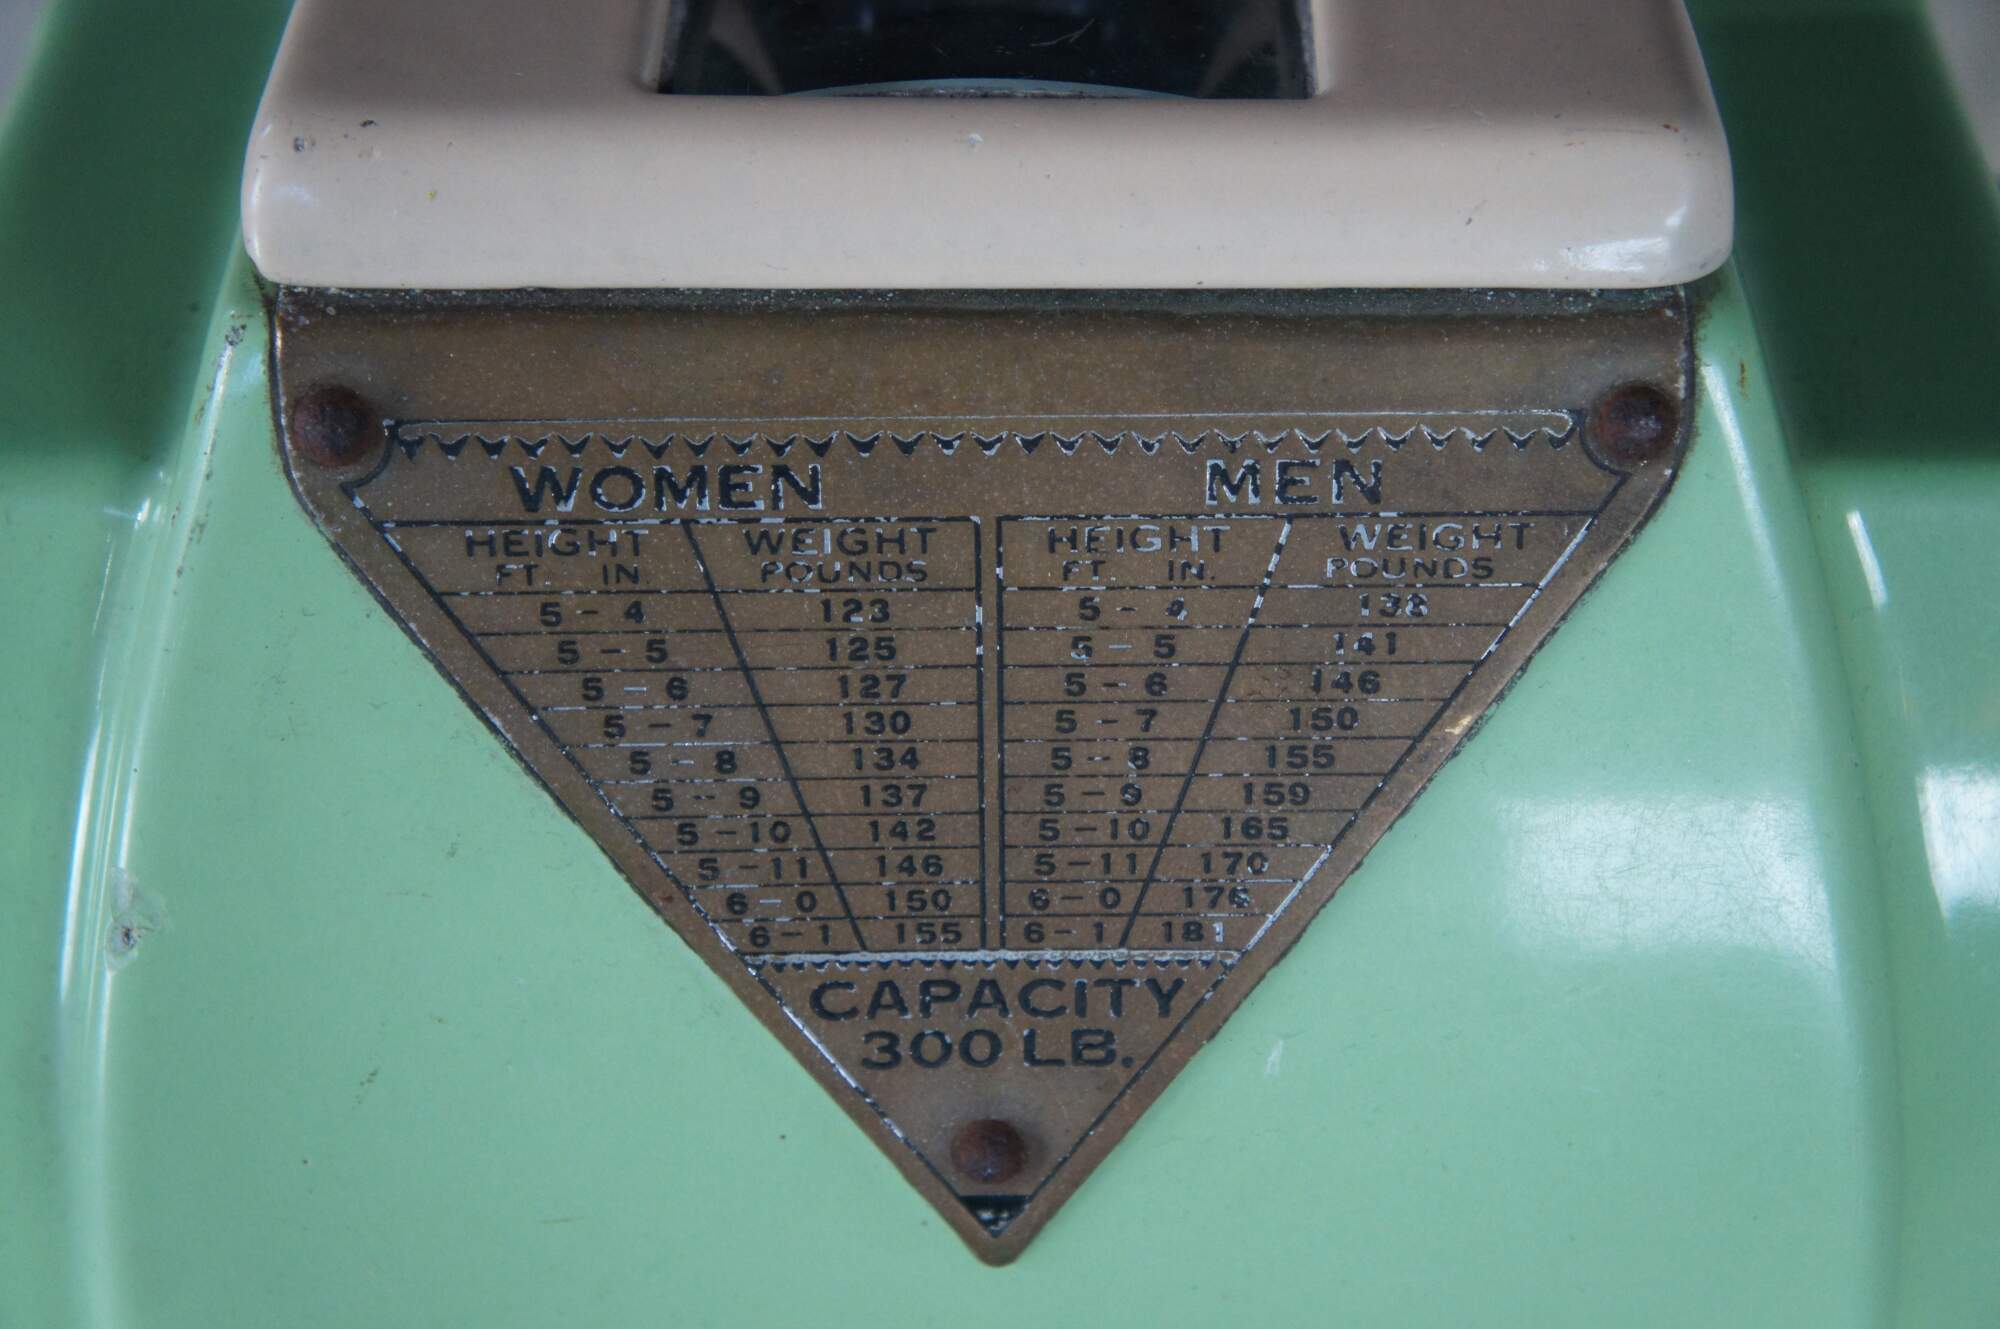 WOMEN MEN
HEIGHT WEIGHT HEIGHT WEIGHT
FT. IN. POUNDS FT. IN. POUNDS
5-4 123 5-4 138
5-5 125 5-5 141
5-6 127 5-6 146
5-7 130 5-7 150
5-8 134 5-8 155
5-9 137 5-9 159
5-10 142 5-10 165
5-11 146 5-11 170
6-0 150 6-0 176
6-1 155 6-1 181
CAPACITY
300 LB.